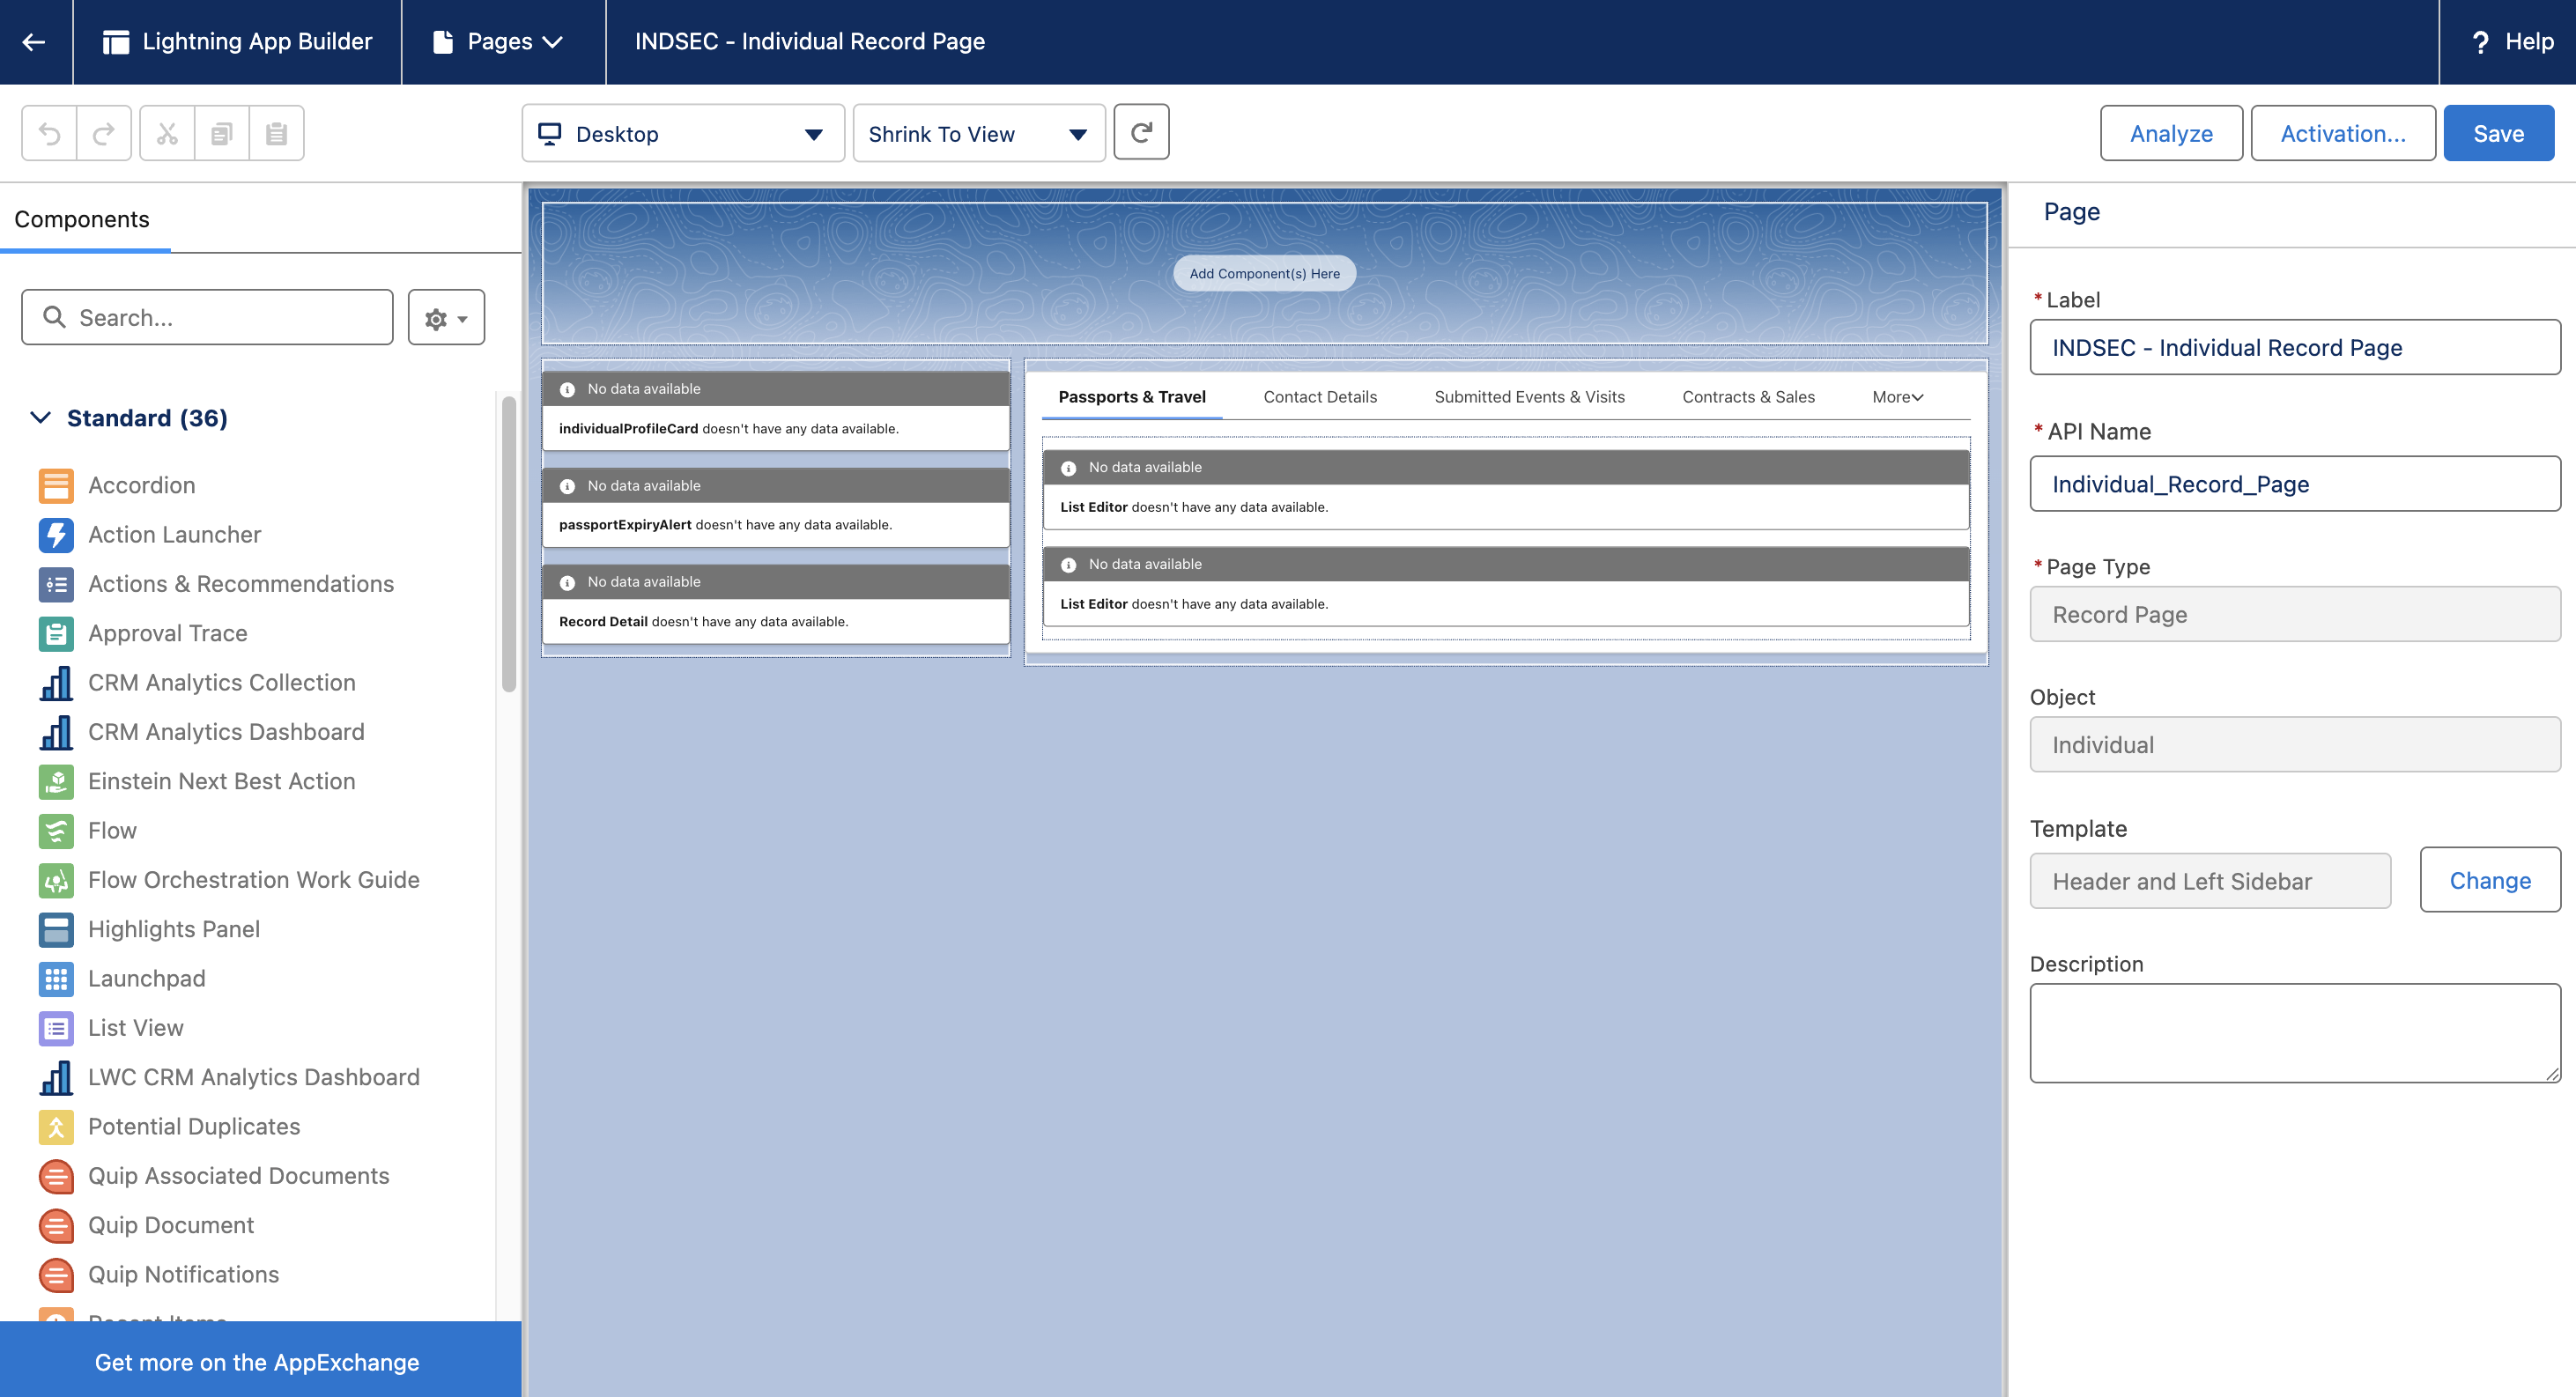 Lightning App Builder
Pages
INDSEC - Individual Record Page
? Help
Desktop
Shrink To View
Analyze
Activation...
Save
Components
Search...
Standard (36)
Accordion
Action Launcher
Actions & Recommendations
Approval Trace
CRM Analytics Collection
CRM Analytics Dashboard
Einstein Next Best Action
Flow
Flow Orchestration Work Guide
Highlights Panel
Launchpad
List View
LWC CRM Analytics Dashboard
Potential Duplicates
Quip Associated Documents
Quip Document
Quip Notifications
Recent Items
Get more on the AppExchange
Add Component(s) Here
No data available
individualProfileCard doesn't have any data available.
No data available
passportExpiryAlert doesn't have any data available.
No data available
Record Detail doesn't have any data available.
Passports & Travel
Contact Details
Submitted Events & Visits
Contracts & Sales
More
No data available
List Editor doesn't have any data available.
No data available
List Editor doesn't have any data available.
Page
*Label
INDSEC - Individual Record Page
*API Name
Individual_Record_Page
*Page Type
Record Page
Object
Individual
Template
Header and Left Sidebar
Change
Description